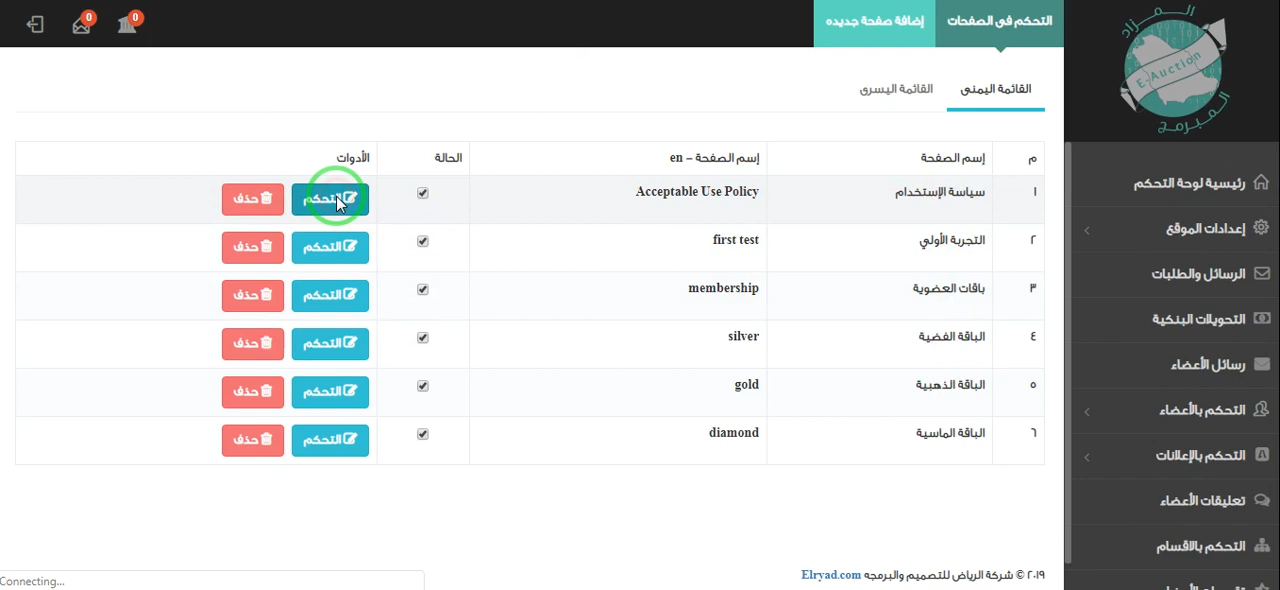 المـــزاد
E-Auction
المبرمج
التحكم فى الصفحات
إضافة صفحة جديده
0
0
القائمة اليمنى
القائمة اليسرى
م
إسم الصفحة
إسم الصفحة – en
الحالة
الأدوات
١
سياسة الإستخدام
Acceptable Use Policy
التحكم
حذف
٢
التجربة الأولي
first test
التحكم
حذف
٣
باقات العضوية
membership
التحكم
حذف
٤
الباقة الفضية
silver
التحكم
حذف
٥
الباقة الذهبية
gold
التحكم
حذف
٦
الباقة الماسية
diamond
التحكم
حذف
رئيسية لوحة التحكم
إعدادات الموقع
الرسائل والطلبات
التحويلات البنكية
رسائل الأعضاء
التحكم بالأعضاء
التحكم بالإعلانات
تعليقات الأعضاء
التحكم بالاقسام
٢٠١٩ © شركة الرياض للتصميم والبرمجه Elryad.com
Connecting...